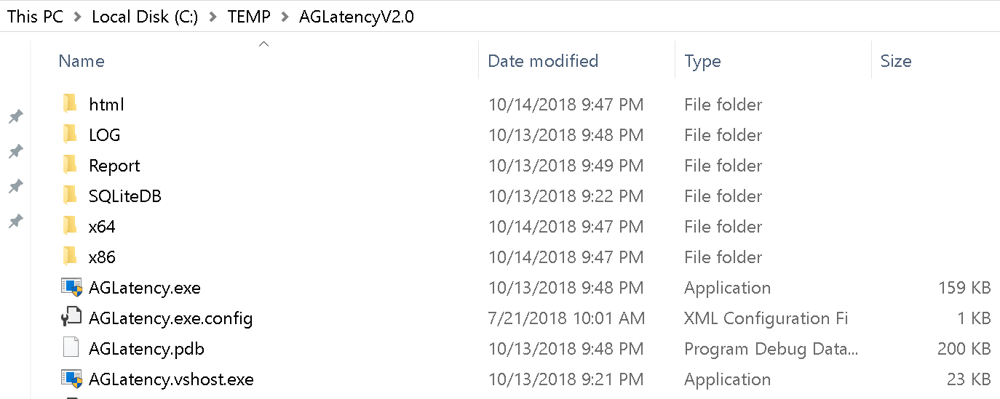 This PC > Local Disk (C:) > TEMP > AGLatencyV2.0
Name Date modified Type Size
html 10/14/2018 9:47 PM File folder
LOG 10/13/2018 9:48 PM File folder
Report 10/13/2018 9:49 PM File folder
SQLiteDB 10/13/2018 9:22 PM File folder
x64 10/14/2018 9:47 PM File folder
x86 10/14/2018 9:47 PM File folder
AGLatency.exe 10/13/2018 9:48 PM Application 159 KB
AGLatency.exe.config 7/21/2018 10:01 AM XML Configuration Fi 1 KB
AGLatency.pdb 10/13/2018 9:48 PM Program Debug Data... 200 KB
AGLatency.vshost.exe 10/13/2018 9:21 PM Application 23 KB